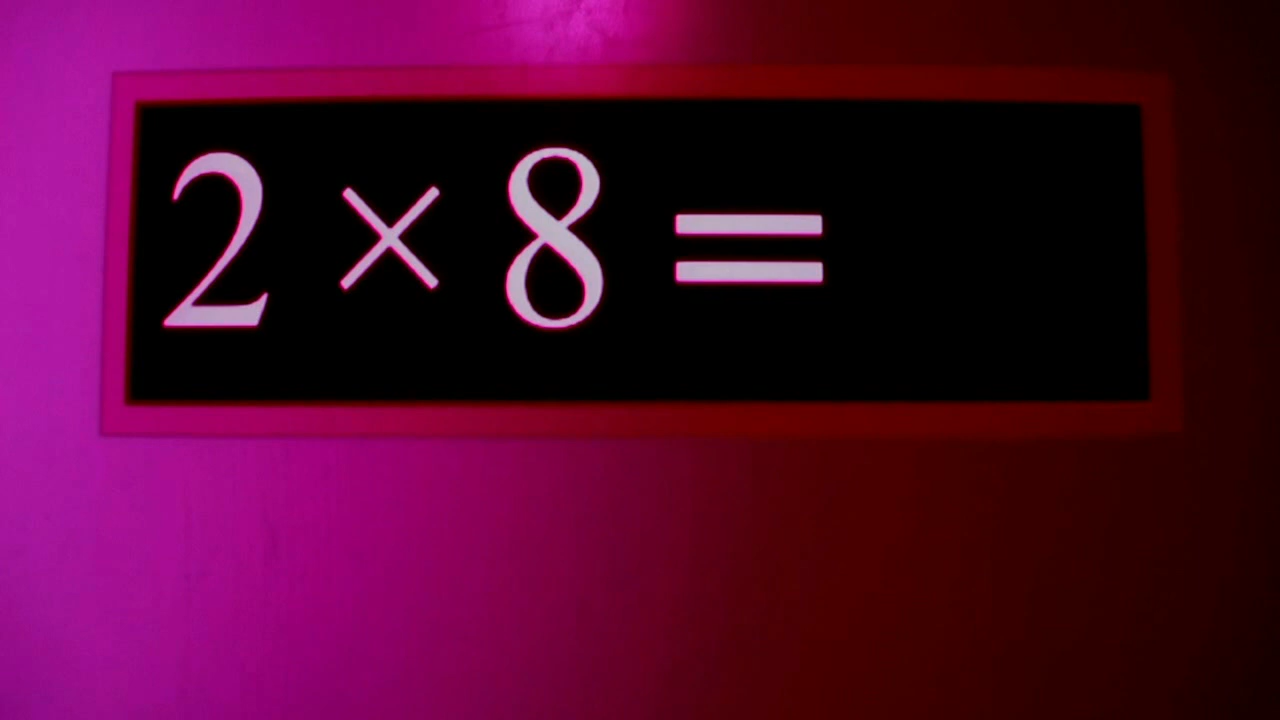 2 × 8 =